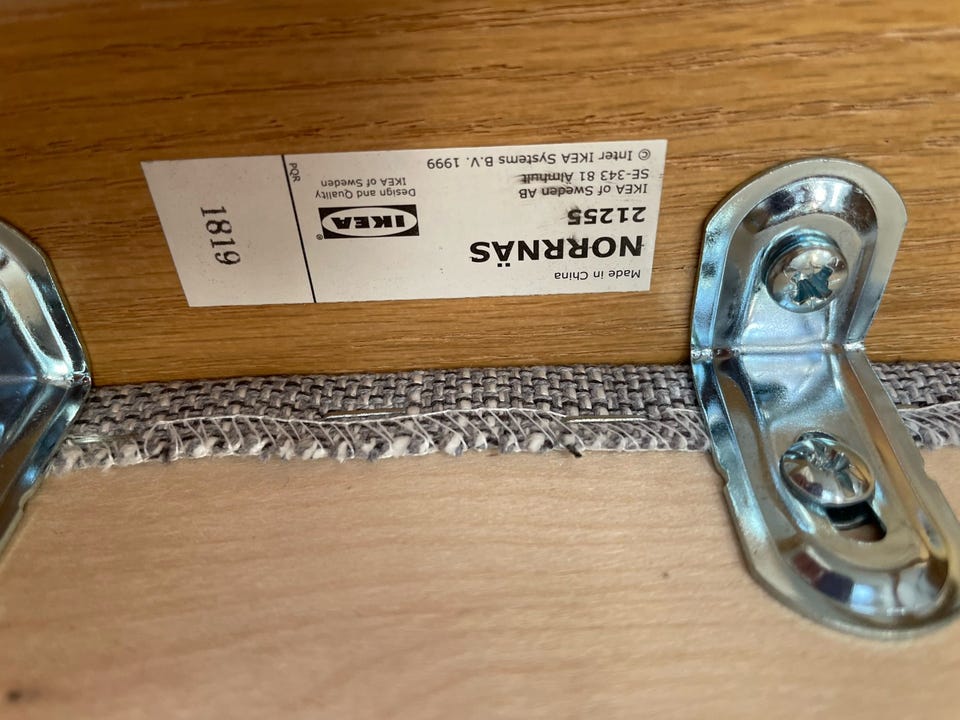 Made in China
NORRNÄS
21255
IKEA of Sweden AB
SE-343 81 Älmhult
© Inter IKEA Systems B.V. 1999
IKEA®
Design and Quality
IKEA of Sweden
PQR
1819